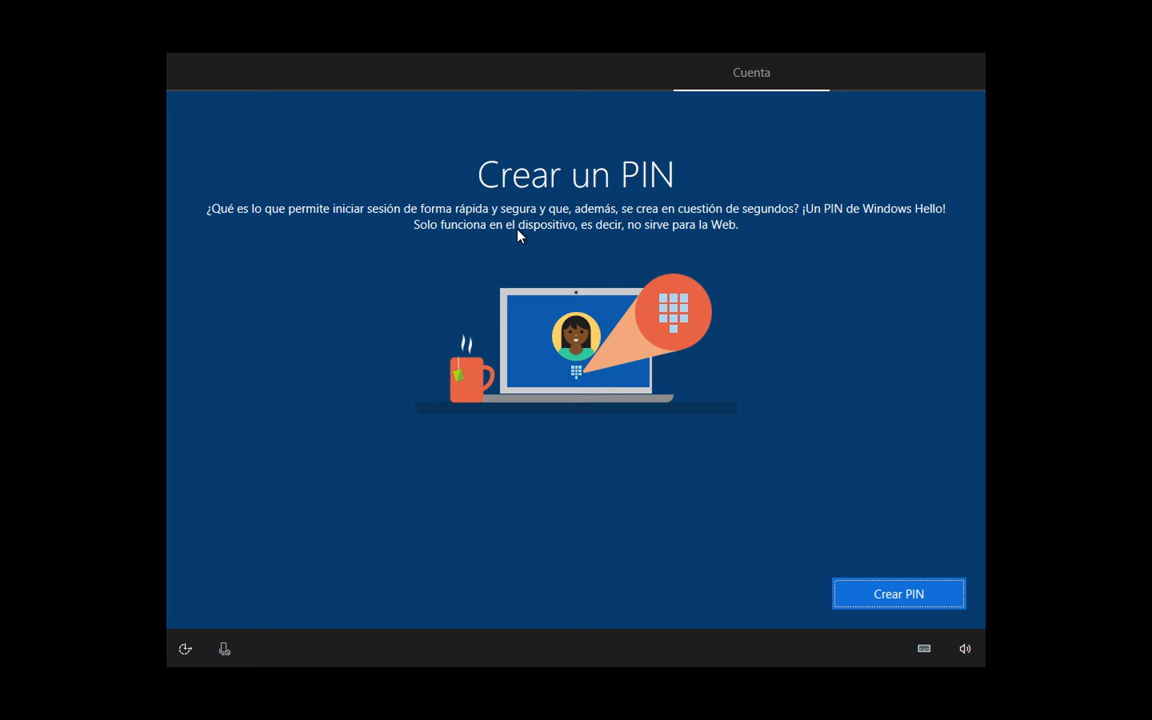 Cuenta
Crear un PIN
¿Qué es lo que permite iniciar sesión de forma rápida y segura y que, además, se crea en cuestión de segundos? ¡Un PIN de Windows Hello!
Solo funciona en el dispositivo, es decir, no sirve para la Web.
Crear PIN